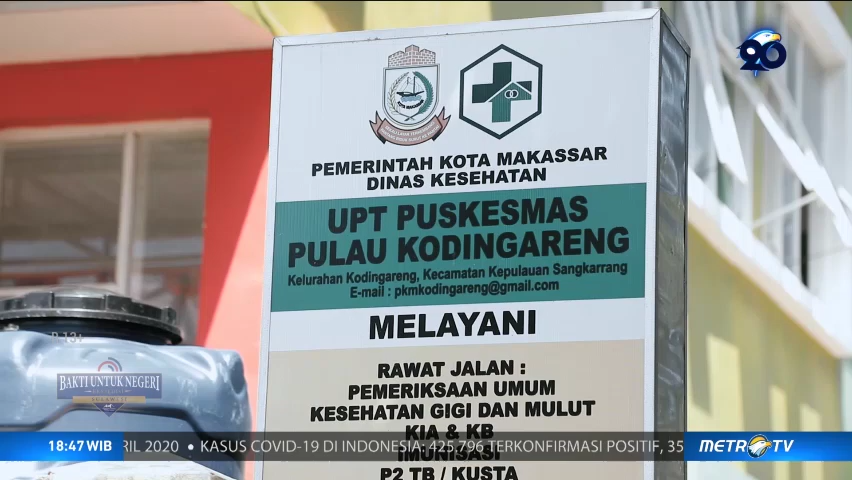 20
PEMERINTAH KOTA MAKASSAR
DINAS KESEHATAN
UPT PUSKESMAS
PULAU KODINGARENG
Kelurahan Kodingareng, Kecamatan Kepulauan Sangkarrang
E-mail : pkmkodingareng@gmail.com
MELAYANI
RAWAT JALAN :
PEMERIKSAAN UMUM
KESEHATAN GIGI DAN MULUT
KIA & KB
IMUNISASI
P2 TB / KUSTA
BAKTI UNTUK NEGERI
18:47 WIB RIL 2020 • KASUS COVID-19 DI INDONESIA: 425.796 TERKONFIRMASI POSITIF, 35 METRO TV